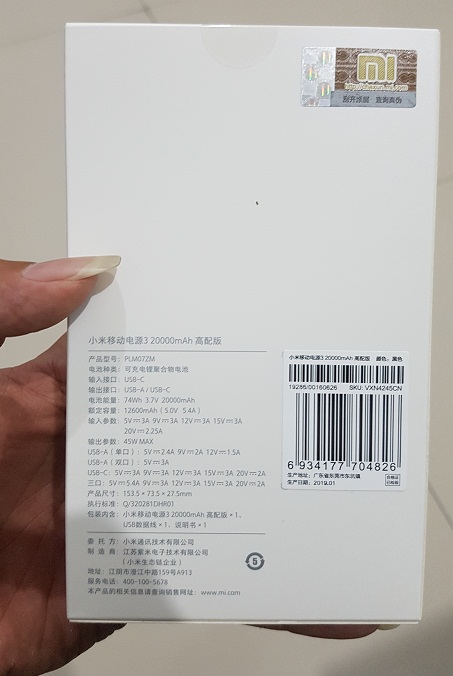 mi
刮开涂层 查询真伪
小米移动电源3 20000mAh 高配版
产品型号: PLM07ZM
电池种类: 可充电锂聚合物电池
输入接口: USB-C
输出接口: USB-A / USB-C
电池能量: 74Wh 3.7V 20000mAh
额定容量: 12600mAh (5.0V 5.4A)
输入参数: 5V⎓3A 9V⎓3A 12V⎓3A 15V⎓3A
20V⎓2.25A
输出参数: 45W MAX
USB-A (单口): 5V⎓2.4A 9V⎓2A 12V⎓1.5A
USB-A (双口): 5V⎓3A
USB-C: 5V⎓3A 9V⎓3A 12V⎓3A 15V⎓3A 20V⎓2A
三口: 5V⎓5.4A 9V⎓3A 12V⎓3A 15V⎓3A 20V⎓2A
产品尺寸: 153.5×73.5×27.5mm
执行标准: Q/320281DHR01
包装内含: 小米移动电源3 20000mAh 高配版×1、
USB数据线×1、说明书×1
委托方: 小米通讯技术有限公司
制造商: 江苏紫米电子技术有限公司
(小米生态链企业)
地址: 江阴市澄江中路159号A913
服务电话: 400-100-5678
本产品的相关信息请查询销售网址: www.mi.com
5
小米移动电源3 20000mAh 高配版 颜色: 黑色
19286/00160626 SKU: VXN4245CN
6 934177 704826
生产地址: 广东省东莞市东坑镇
生产日期: 2019.01
合格证